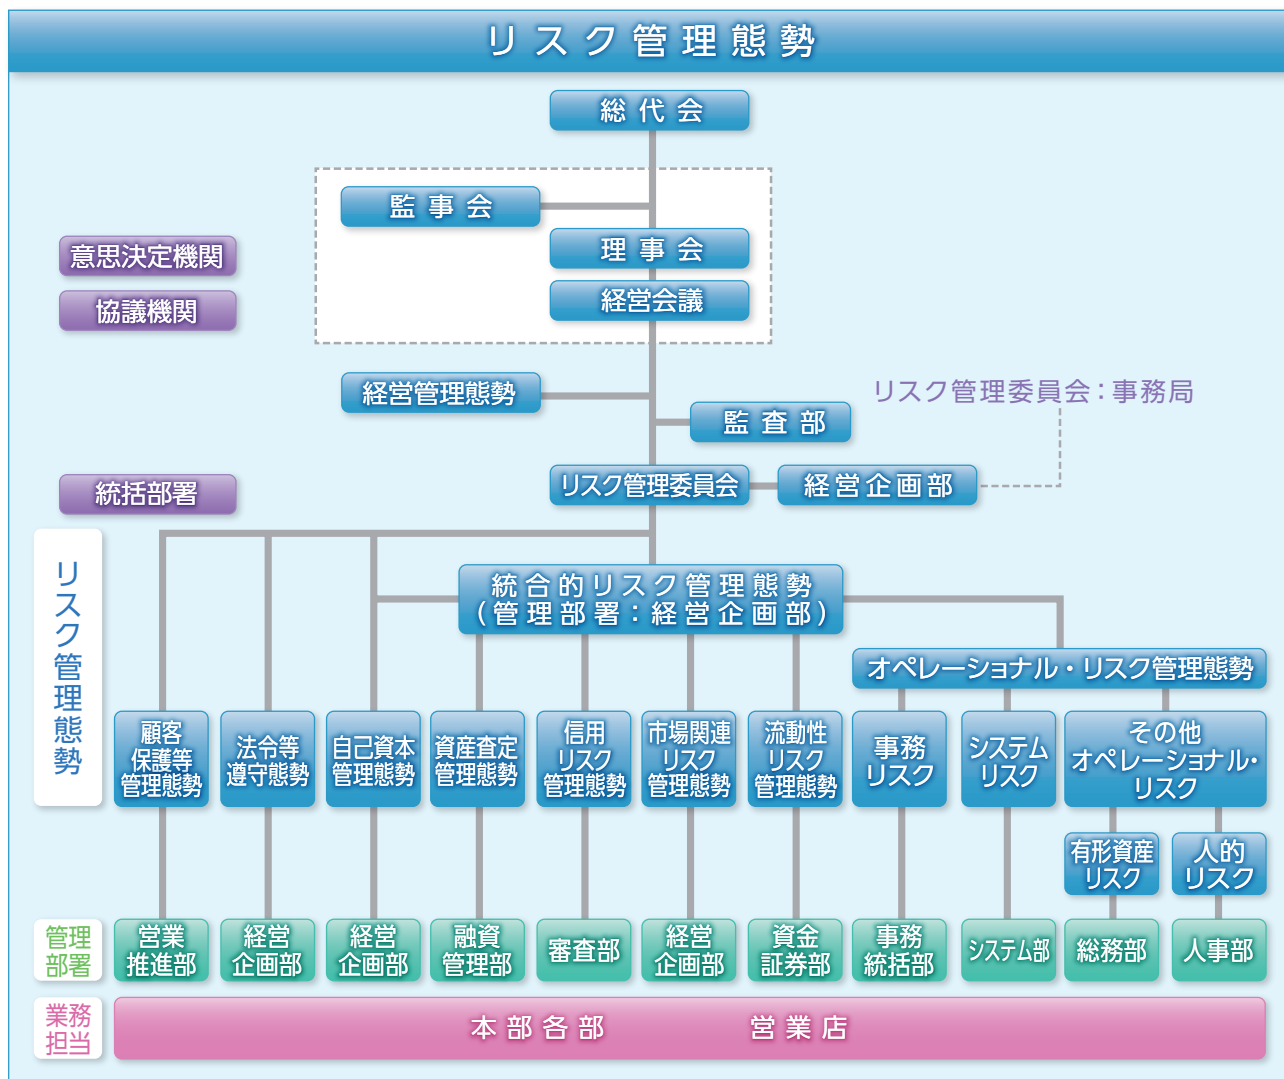 リスク管理態勢
総代会
監事会
理事会
意思決定機関
経営会議
協議機関
経営管理態勢
リスク管理委員会：事務局
監査部
リスク管理委員会
経営企画部
統括部署
リスク管理態勢
統合的リスク管理態勢
（管理部署：経営企画部）
オペレーショナル・リスク管理態勢
顧客
保護等
管理態勢
法令等
遵守態勢
自己資本
管理態勢
資産査定
管理態勢
信用
リスク
管理態勢
市場関連
リスク
管理態勢
流動性
リスク
管理態勢
事務
リスク
システム
リスク
その他
オペレーショナル・
リスク
有形資産
リスク
人的
リスク
管理
部署
営業
推進部
経営
企画部
経営
企画部
融資
管理部
審査部
経営
企画部
資金
証券部
事務
統括部
システム部
総務部
人事部
業務
担当
本部各部 営業店